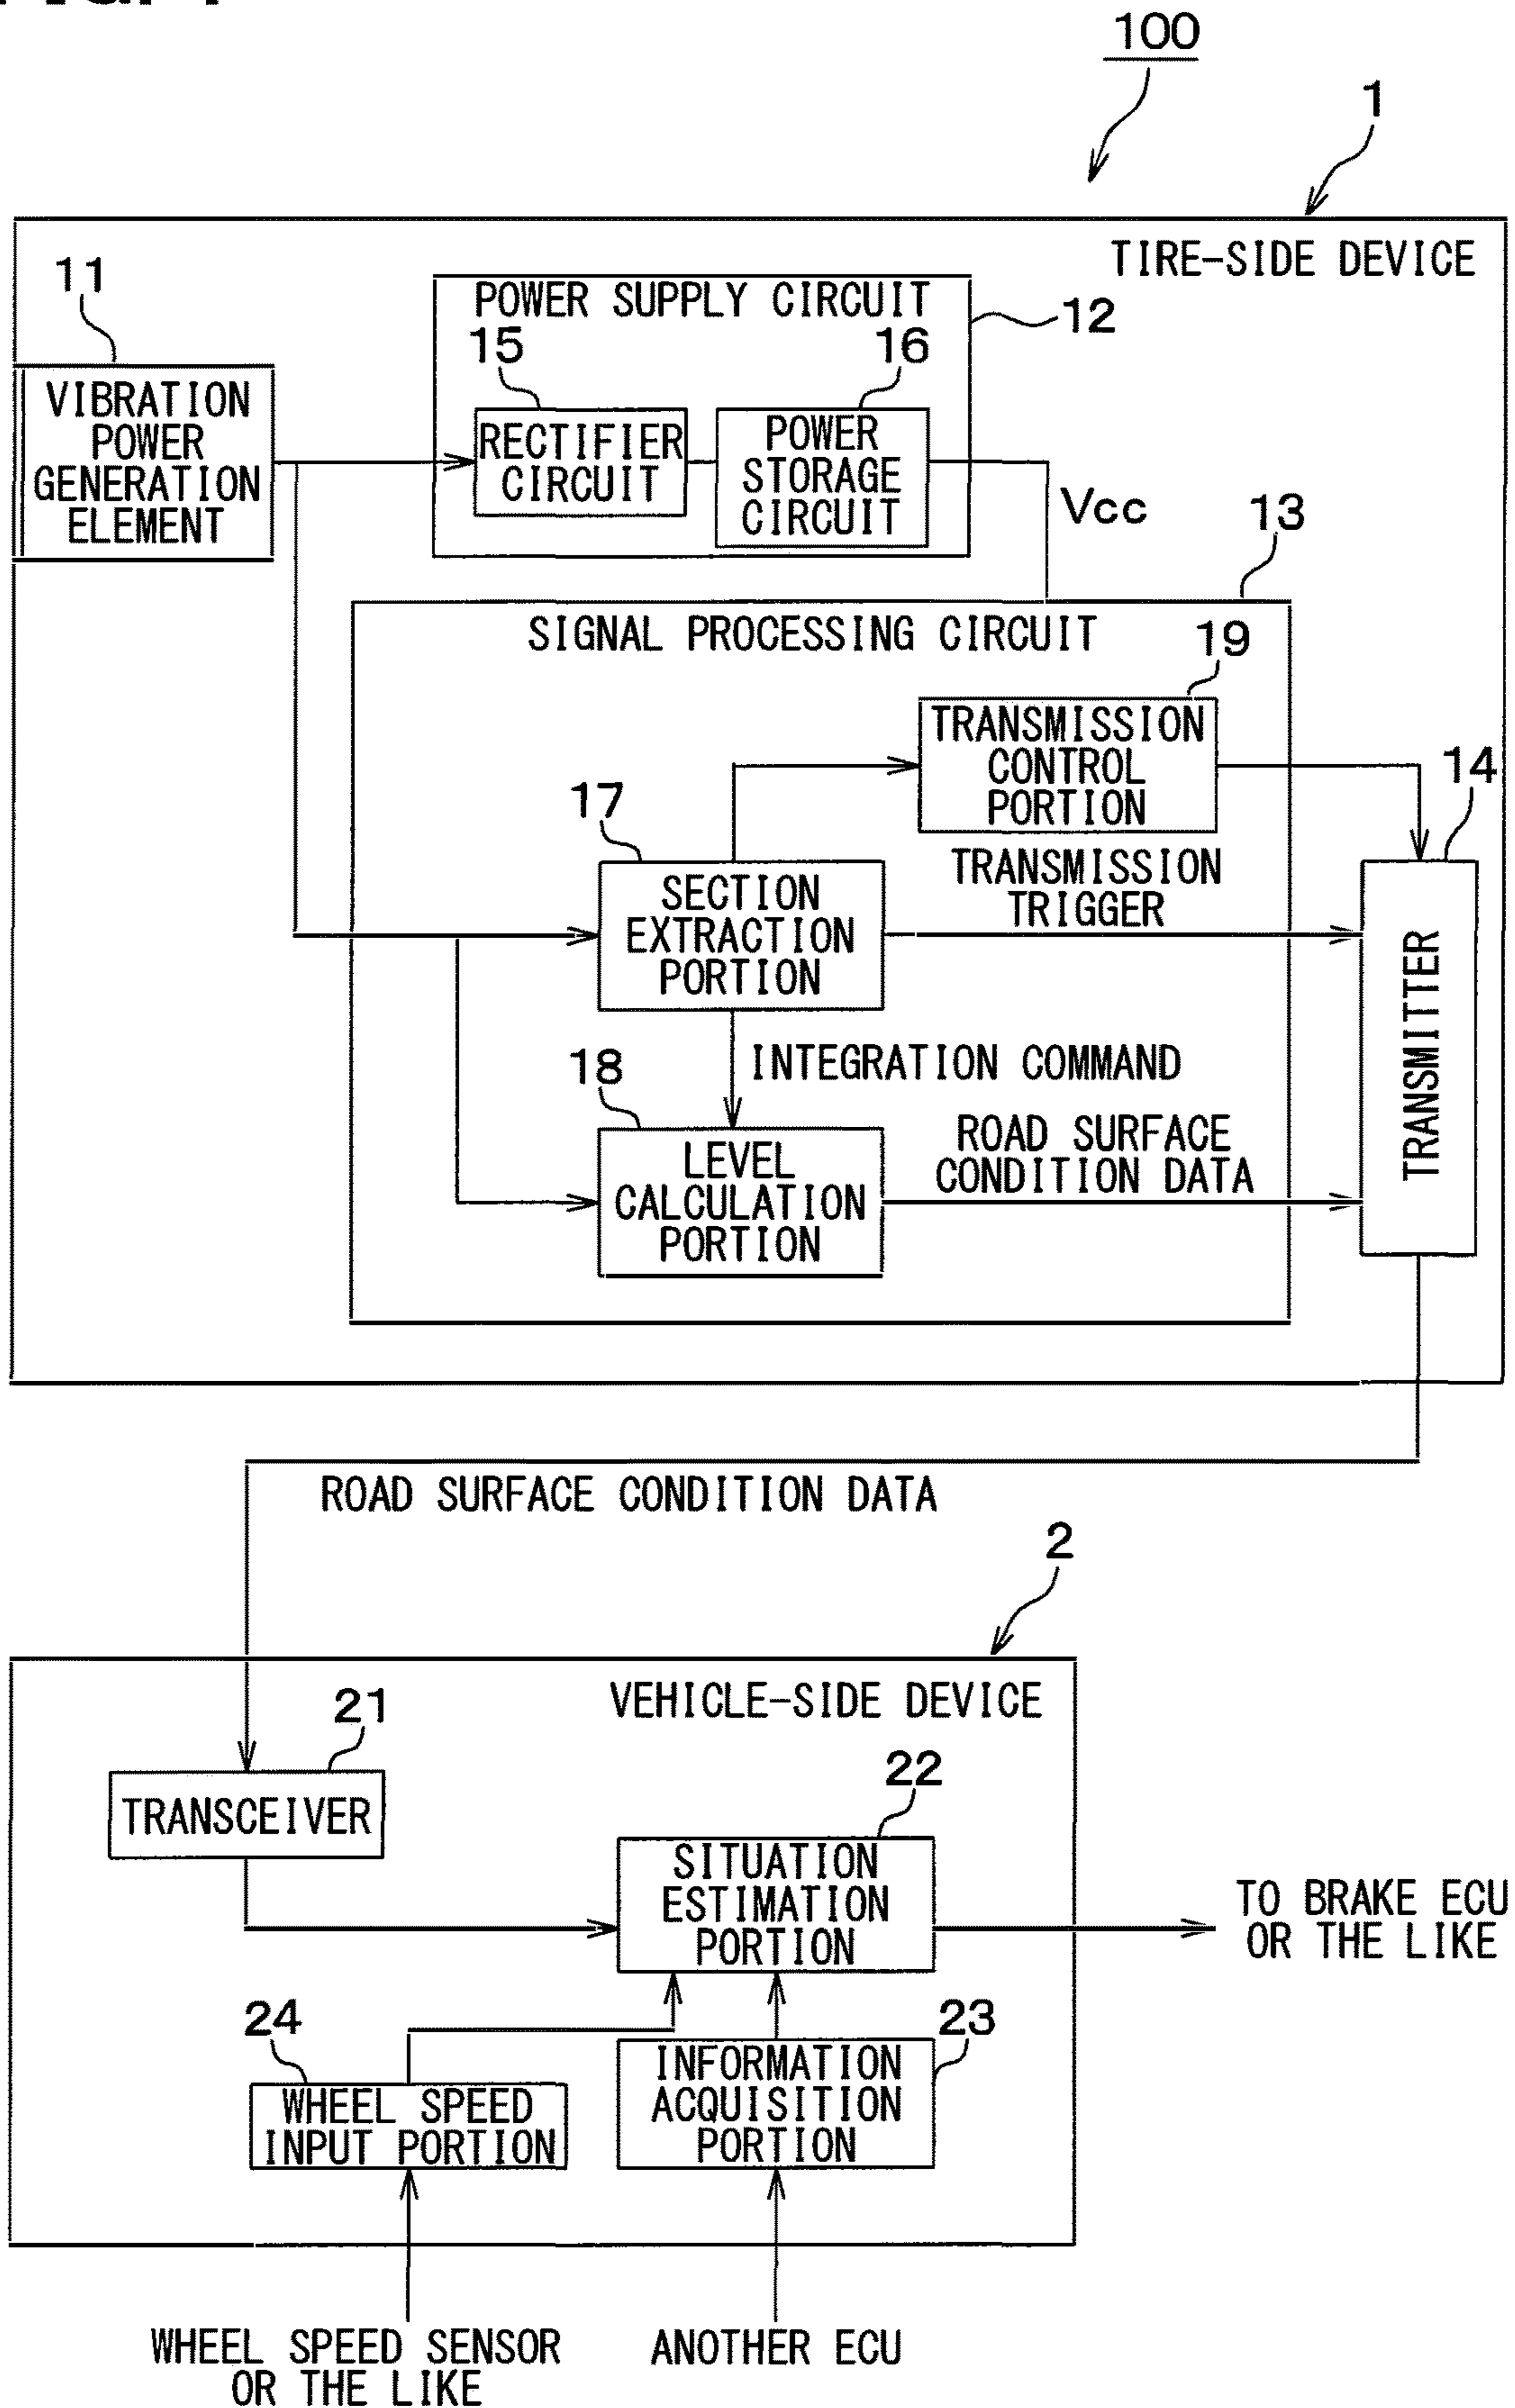 100
1
TIRE-SIDE DEVICE
11
POWER SUPPLY CIRCUIT
12
15
16
VIBRATION
POWER
GENERATION
ELEMENT
RECTIFIER
CIRCUIT
POWER
STORAGE
CIRCUIT
Vcc
13
SIGNAL PROCESSING CIRCUIT
19
TRANSMISSION
CONTROL
PORTION
14
17
SECTION
EXTRACTION
PORTION
TRANSMISSION
TRIGGER
TRANSMITTER
INTEGRATION COMMAND
18
LEVEL
CALCULATION
PORTION
ROAD SURFACE
CONDITION DATA
ROAD SURFACE CONDITION DATA
2
VEHICLE-SIDE DEVICE
21
TRANSCEIVER
22
SITUATION
ESTIMATION
PORTION
TO BRAKE ECU
OR THE LIKE
24
WHEEL SPEED
INPUT PORTION
23
INFORMATION
ACQUISITION
PORTION
WHEEL SPEED SENSOR
OR THE LIKE
ANOTHER ECU